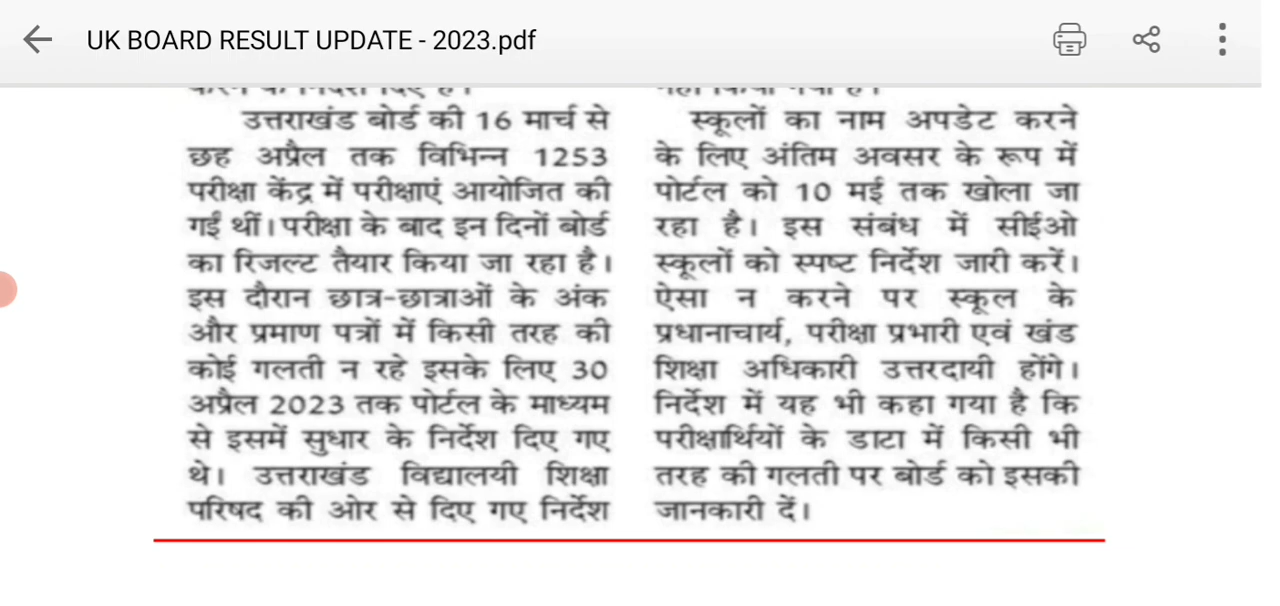 UK BOARD RESULT UPDATE - 2023.pdf
उत्तराखंड बोर्ड की 16 मार्च से
छह अप्रैल तक विभिन्न 1253
परीक्षा केंद्र में परीक्षाएं आयोजित की
गईं थीं। परीक्षा के बाद इन दिनों बोर्ड
का रिजल्ट तैयार किया जा रहा है।
इस दौरान छात्र-छात्राओं के अंक
और प्रमाण पत्रों में किसी तरह की
कोई गलती न रहे इसके लिए 30
अप्रैल 2023 तक पोर्टल के माध्यम
से इसमें सुधार के निर्देश दिए गए
थे। उत्तराखंड विद्यालयी शिक्षा
परिषद की ओर से दिए गए निर्देश
स्कूलों का नाम अपडेट करने
के लिए अंतिम अवसर के रूप में
पोर्टल को 10 मई तक खोला जा
रहा है। इस संबंध में सीईओ
स्कूलों को स्पष्ट निर्देश जारी करें।
ऐसा न करने पर स्कूल के
प्रधानाचार्य, परीक्षा प्रभारी एवं खंड
शिक्षा अधिकारी उत्तरदायी होंगे।
निर्देश में यह भी कहा गया है कि
परीक्षार्थियों के डाटा में किसी भी
तरह की गलती पर बोर्ड को इसकी
जानकारी दें।